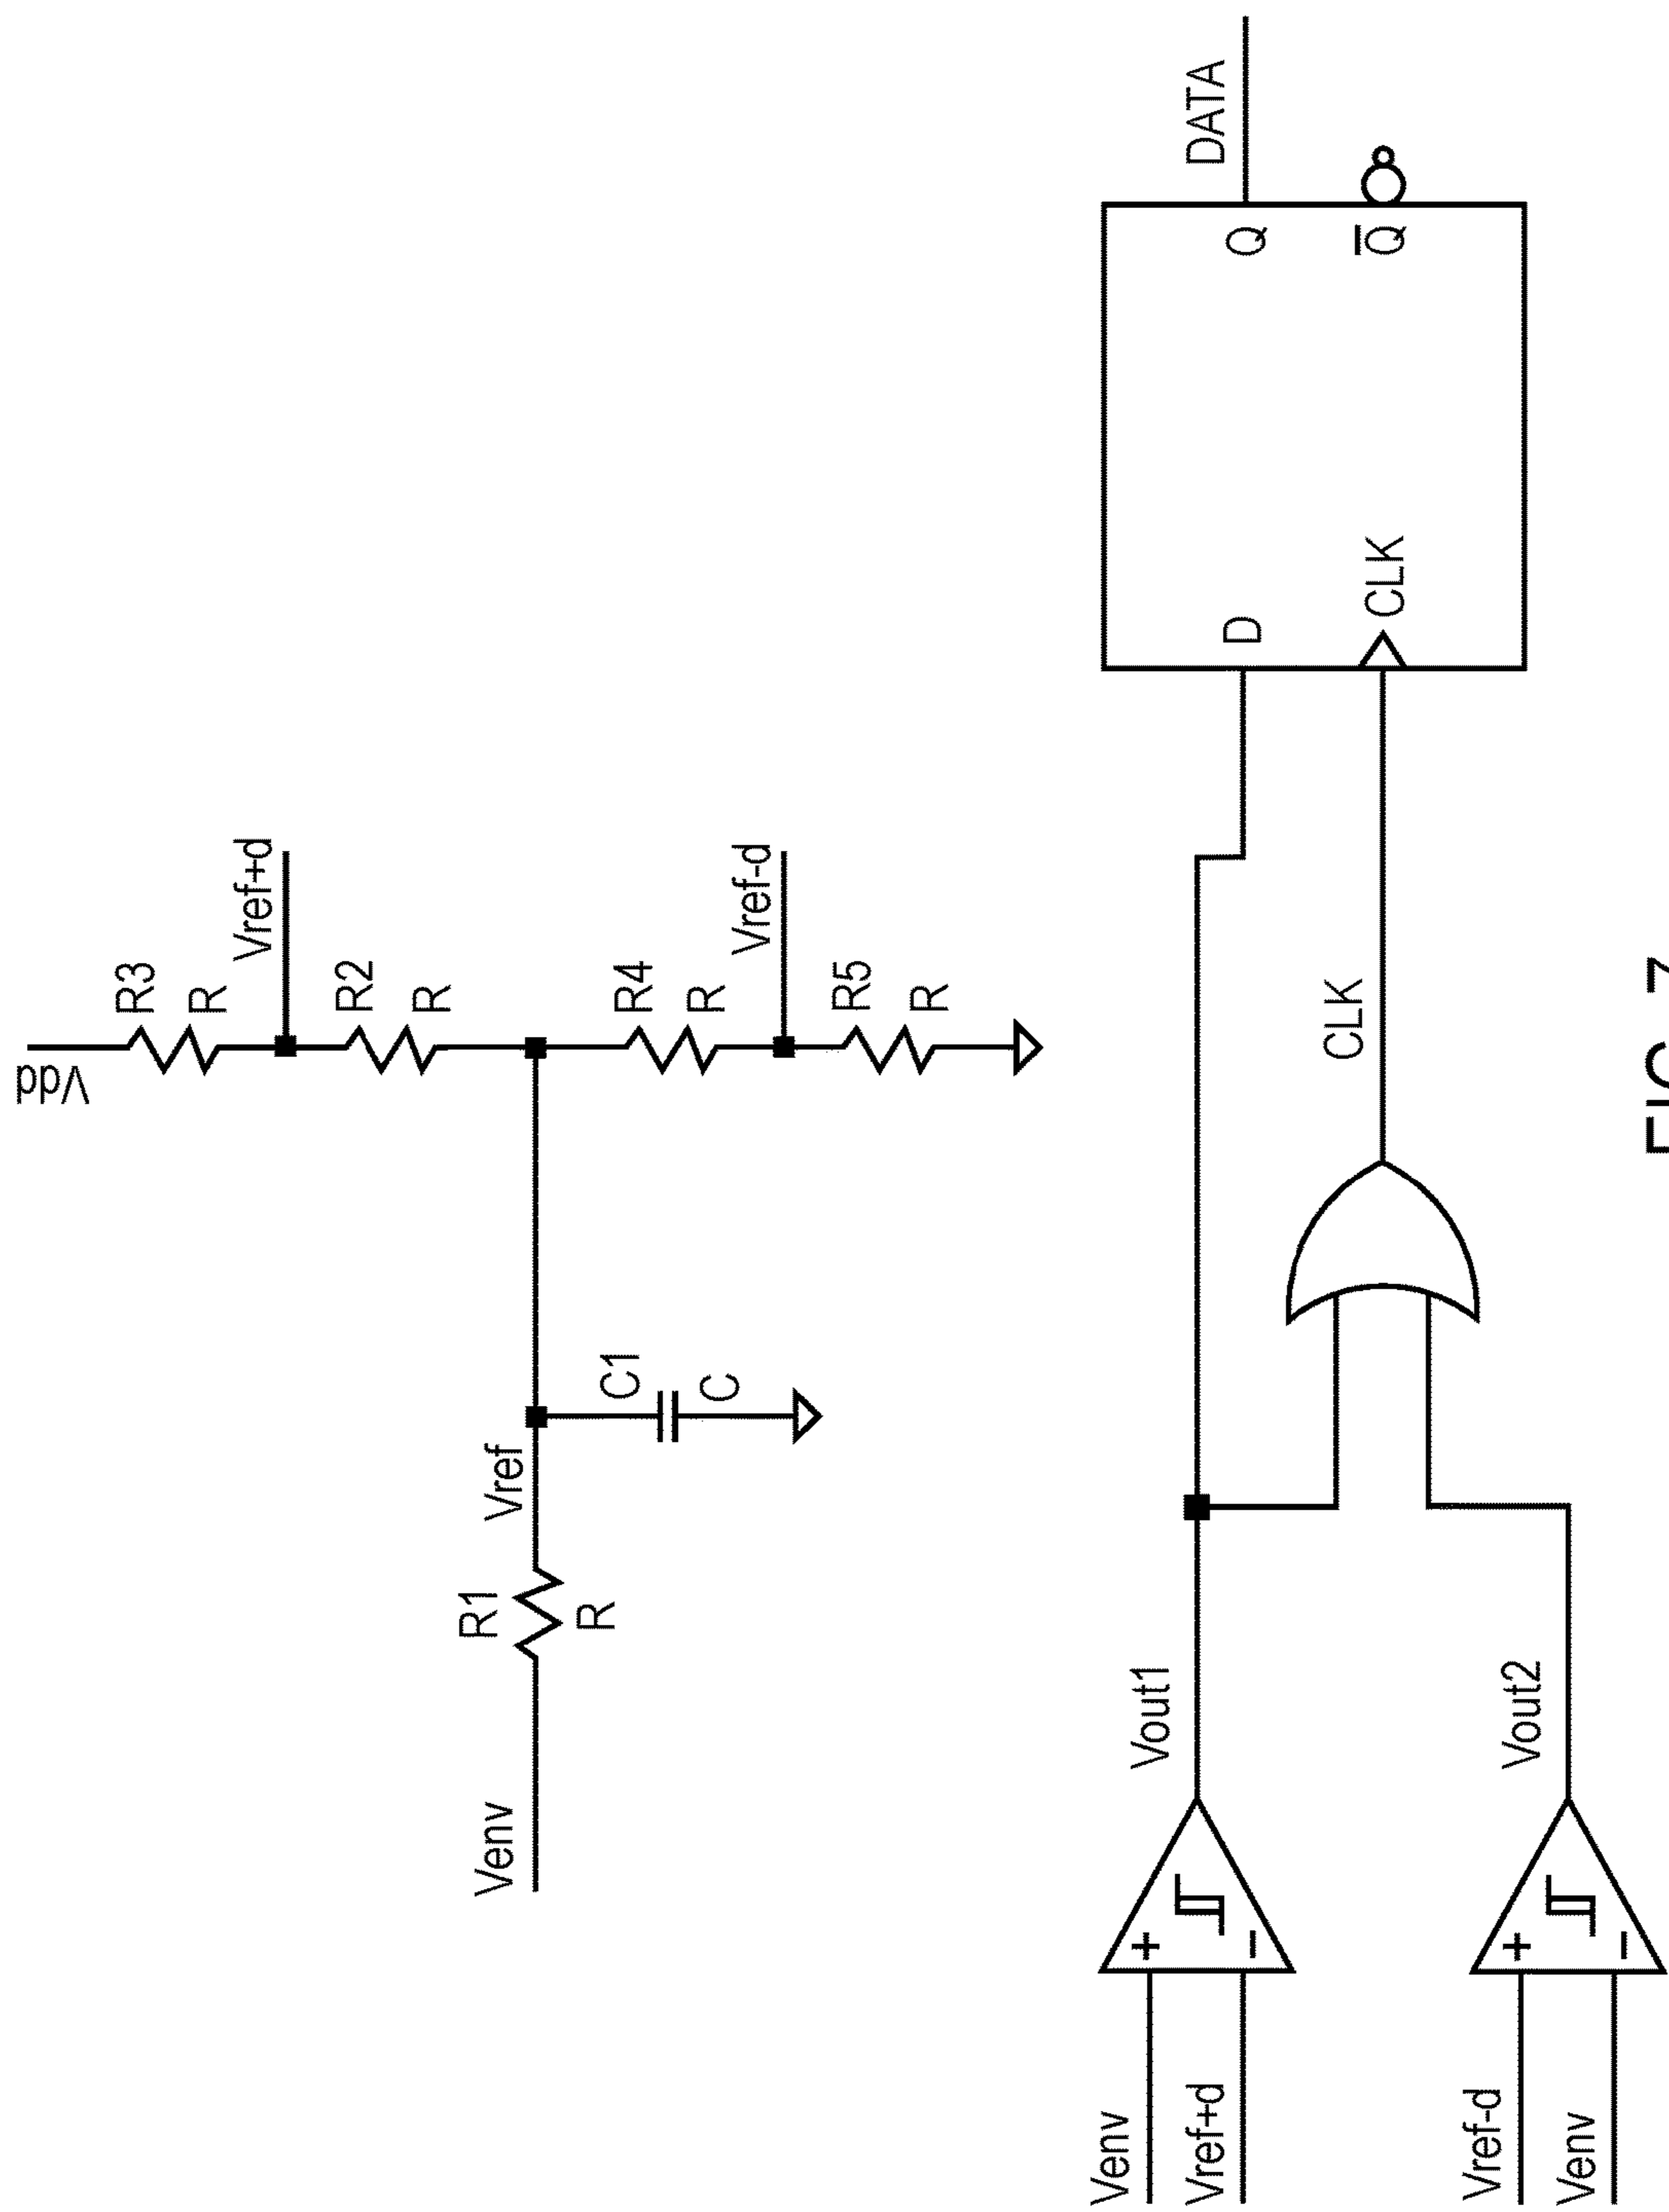 Vdd
R3
R
Vref+d
R2
R
Venv
R1
R
Vref
C1
C
R4
R
Vref-d
R5
R
Venv
Vref+d
+
−
Vout1
Vref-d
Venv
+
−
Vout2
CLK
D
CLK
Q
Q̅
DATA